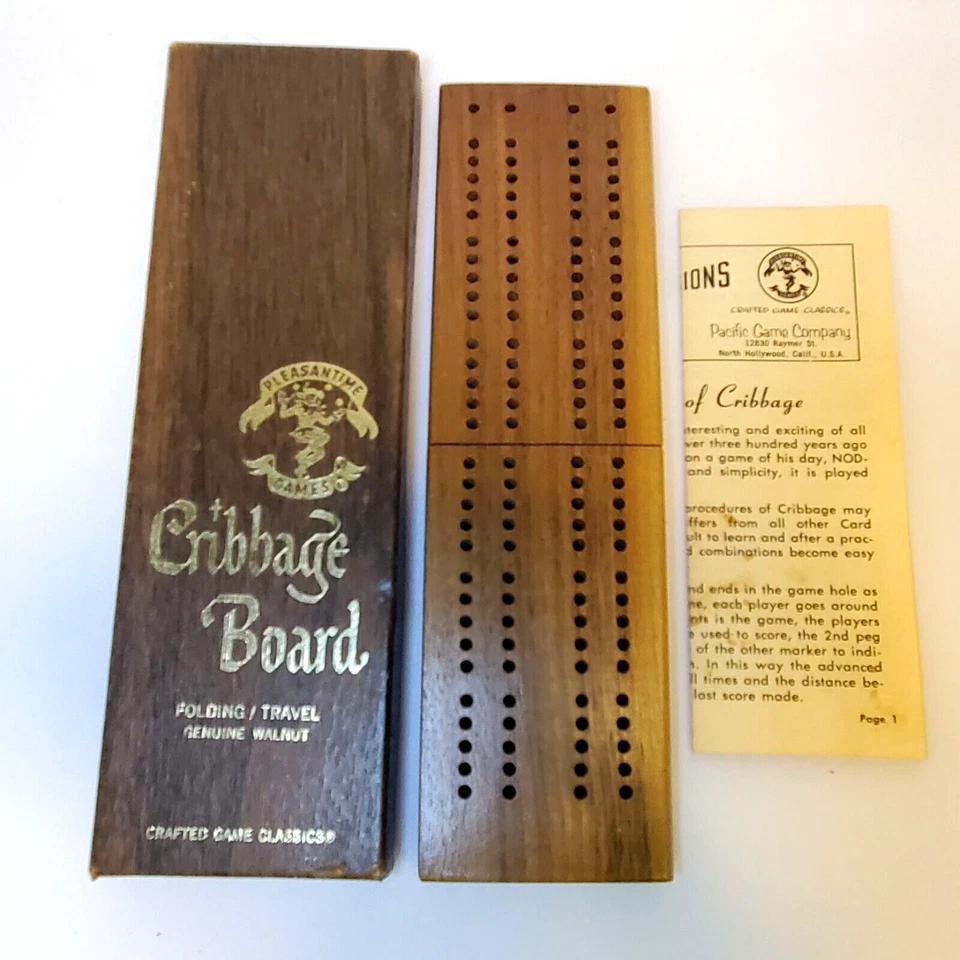 PLEASANTIME
GAMES®
Cribbage
Board
FOLDING / TRAVEL
GENUINE WALNUT
CRAFTED GAME CLASSICS®
IONS
PLEASANTIME
GAMES
CRAFTED GAME CLASSICS®
Pacific Game Company
12830 Raymer St.
North Hollywood, Calif., U.S.A.
of Cribbage
teresting and exciting of all
ver three hundred years ago
on a game of his day, NOD-
and simplicity, it is played
procedures of Cribbage may
ffers from all other Card
ult to learn and after a prac-
d combinations become easy
nd ends in the game hole as
ne, each player goes around
nts is the game, the players
e used to score, the 2nd peg
of the other marker to indi-
. In this way the advanced
ll times and the distance be-
last score made.
Page 1